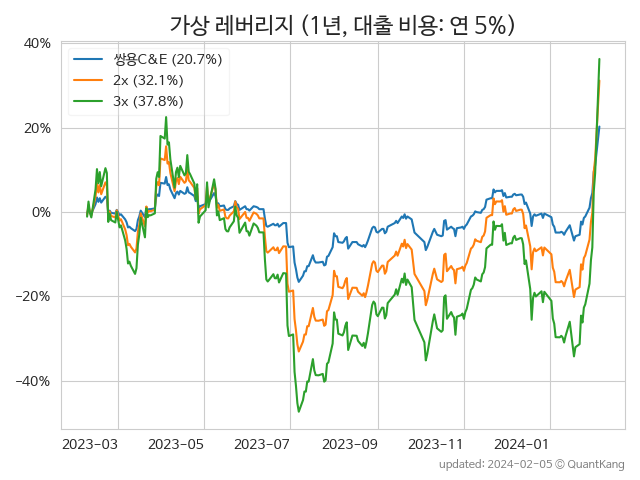 가상 레버리지 (1년, 대출 비용: 연 5%)
쌍용C&E (20.7%)
2x (32.1%)
3x (37.8%)
40%
20%
0%
−20%
−40%
2023-03 2023-05 2023-07 2023-09 2023-11 2024-01
updated: 2024-02-05 © QuantKang